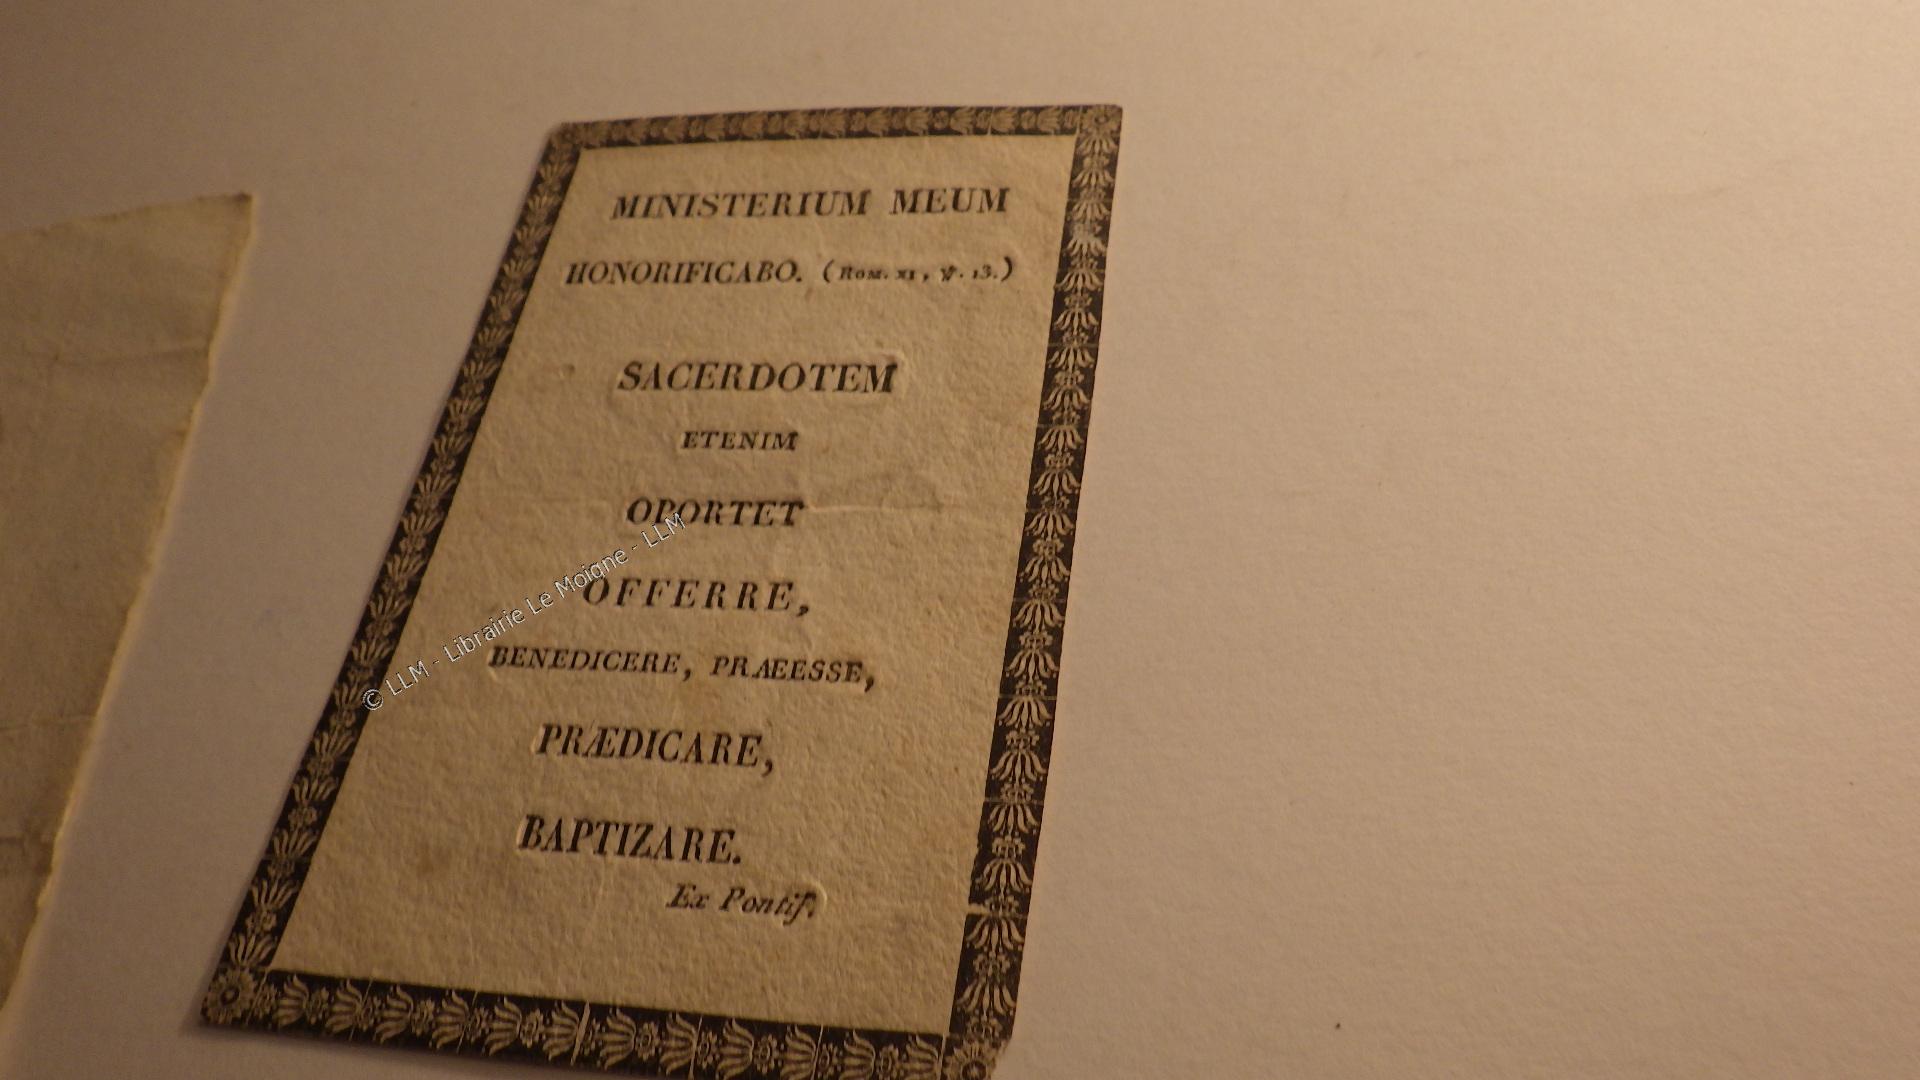 MINISTERIUM MEUM
HONORIFICABO. (Rom. XI, ℣. 13.)
SACERDOTEM
ETENIM
OPORTET
OFFERRE,
BENEDICERE, PRAEESSE,
PRÆDICARE,
BAPTIZARE.
Ex Pontif.
© LLM - Librairie Le Moigne - LLM